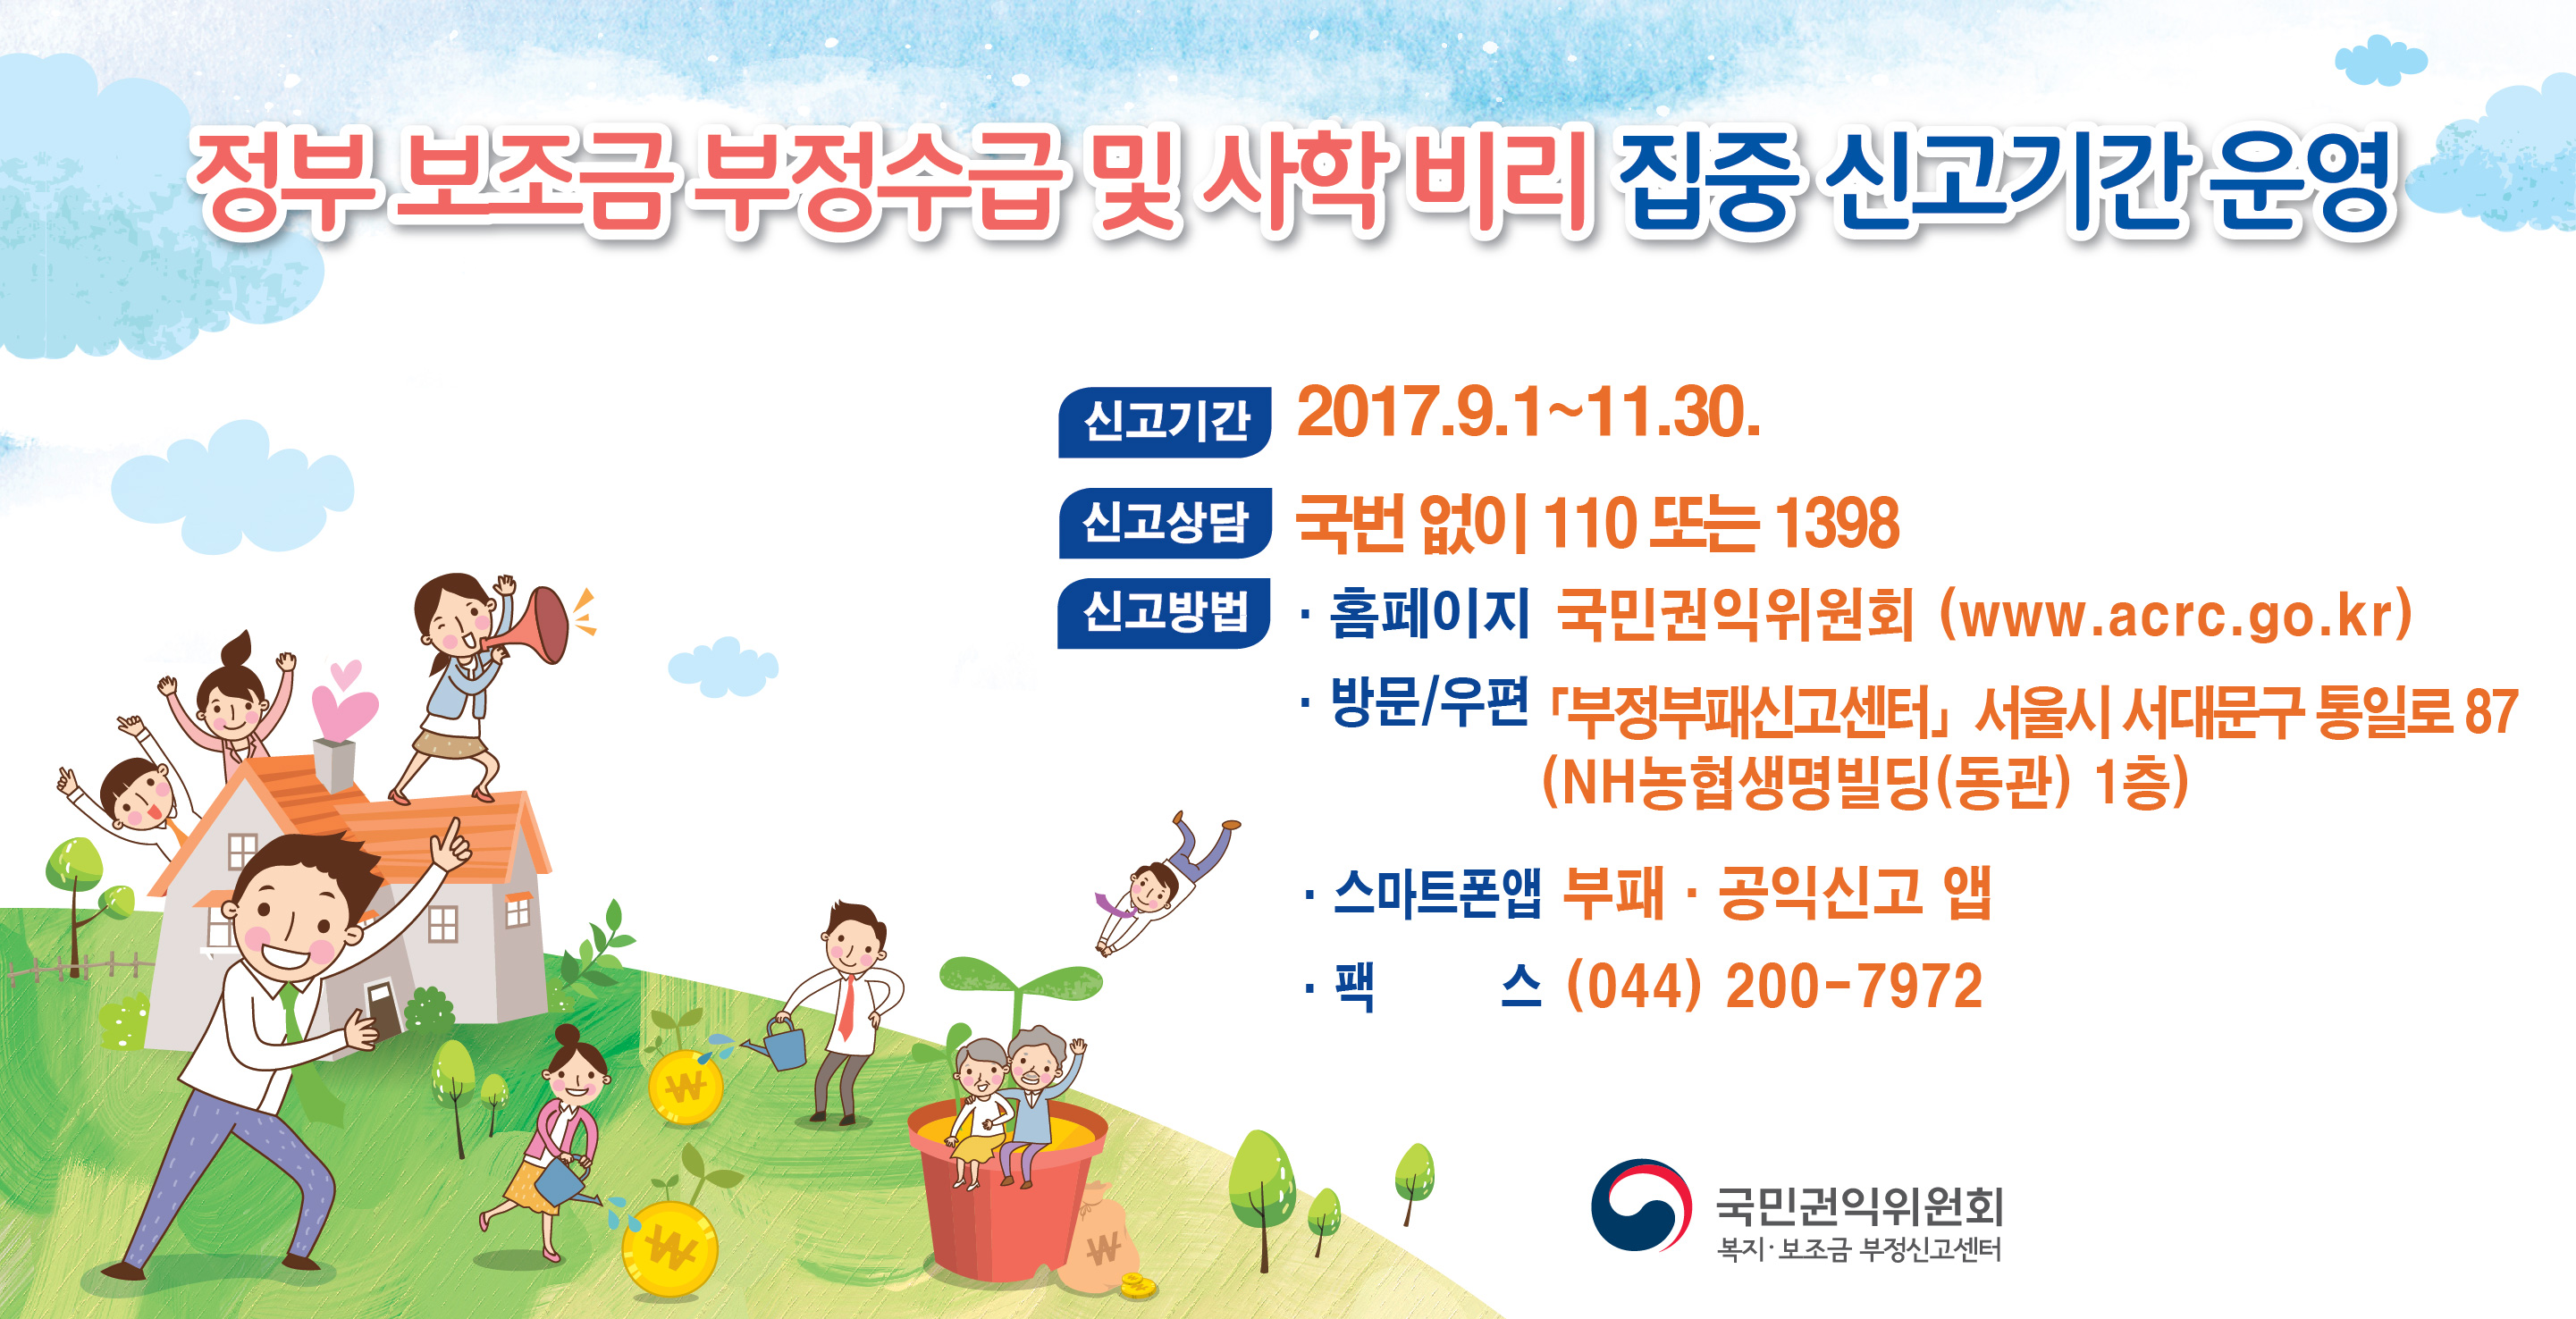 정부 보조금 부정수급 및 사학 비리 집중 신고기간 운영
신고기간 2017.9.1~11.30.
신고상담 국번 없이 110 또는 1398
신고방법 · 홈페이지 국민권익위원회 (www.acrc.go.kr)
· 방문/우편 「부정부패신고센터」 서울시 서대문구 통일로 87
(NH농협생명빌딩(동관) 1층)
· 스마트폰앱 부패 · 공익신고 앱
· 팩 스 (044) 200-7972
₩
₩
₩
국민권익위원회
복지·보조금 부정신고센터